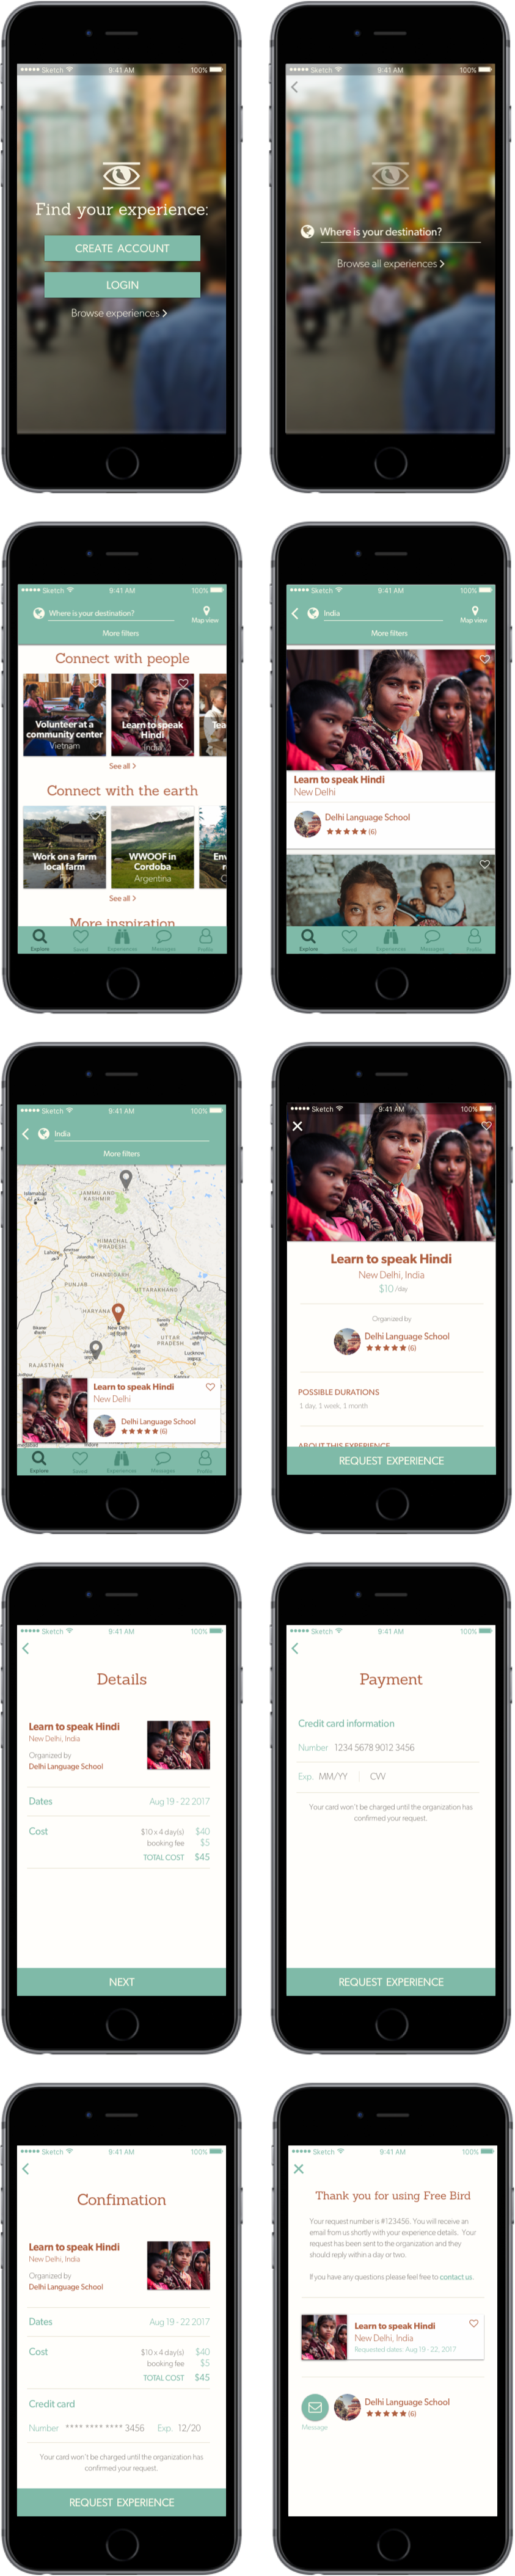 Sketch 9:41 AM 100%
Find your experience:
CREATE ACCOUNT
LOGIN
Browse experiences >
Sketch 9:41 AM 100%
Where is your destination?
Browse all experiences >
Sketch 9:41 AM 100%
Where is your destination?
Map view
More filters
Connect with people
Volunteer at a
community center
Vietnam
Learn to speak
Hindi
India
Tea
See all >
Connect with the earth
Work on a farm
local farm
WWOOF in
Cordoba
Argentina
See all >
More inspiration
Explore Saved Experiences Messages Profile
Sketch 9:41 AM 100%
India
Map view
More filters
Learn to speak Hindi
New Delhi
Delhi Language School
★★★★★ (6)
Explore Saved Experiences Messages Profile
Sketch 9:41 AM 100%
India
More filters
Islamabad
JAMMU AND
KASHMIR
HIMACHAL
PRADESH
Lahore
CHANDIGARH
PUNJAB
UTTARAKHAND
HARYANA
New Delhi
Bikaner
UTTAR
PRADESH
Agra
Lucknow
RAJASTHAN
Learn to speak Hindi
New Delhi
Delhi Language School
★★★★★ (6)
Explore Saved Experiences Messages Profile
Sketch 9:41 AM 100%
Learn to speak Hindi
New Delhi, India
$10 /day
Organized by
Delhi Language School
★★★★★ (6)
POSSIBLE DURATIONS
1 day, 1 week, 1 month
ABOUT THIS EXPERIENCE
REQUEST EXPERIENCE
Sketch 9:41 AM 100%
Details
Learn to speak Hindi
New Delhi, India
Organized by
Delhi Language School
Dates Aug 19 - 22 2017
Cost $10 x 4 day(s) $40
booking fee $5
TOTAL COST $45
NEXT
Sketch 9:41 AM 100%
Payment
Credit card information
Number 1234 5678 9012 3456
Exp. MM/YY CVV
Your card won't be charged until the organization has
confirmed your request.
REQUEST EXPERIENCE
Sketch 9:41 AM 100%
Confimation
Learn to speak Hindi
New Delhi, India
Organized by
Delhi Language School
Dates Aug 19 - 22 2017
Cost $10 x 4 day(s) $40
booking fee $5
TOTAL COST $45
Credit card
Number **** **** **** 3456 Exp. 12/20
Your card won't be charged until the organization has
confirmed your request.
REQUEST EXPERIENCE
Sketch 9:41 AM 100%
Thank you for using Free Bird
Your request number is #123456. You will receive an
email from us shortly with your experience details. Your
request has been sent to the organization and they
should reply within a day or two.
If you have any questions please feel free to contact us.
Learn to speak Hindi
New Delhi, India
Requested dates: Aug 19 - 22, 2017
Message
Delhi Language School
★★★★★ (6)